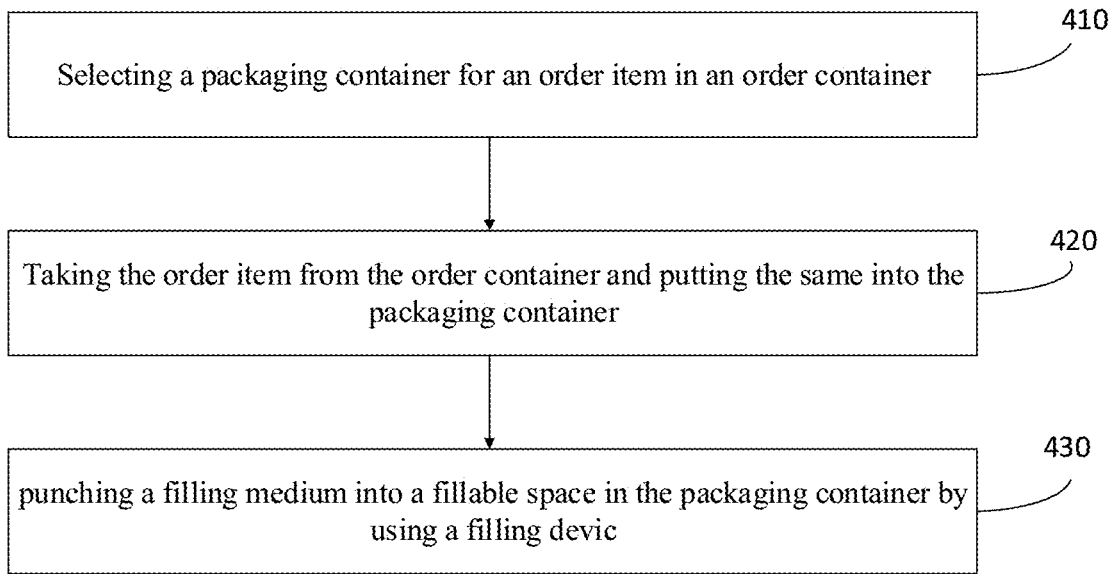 410
Selecting a packaging container for an order item in an order container
420
Taking the order item from the order container and putting the same into the
packaging container
430
punching a filling medium into a fillable space in the packaging container by
using a filling devic